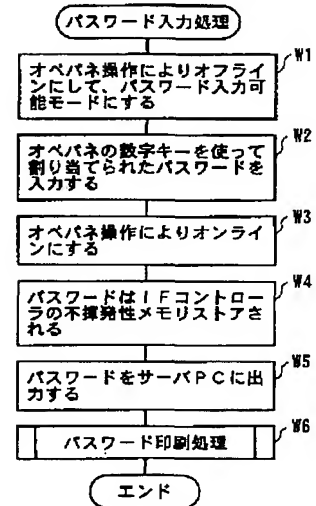 パスワード入力処理
W1
オペパネ操作によりオフライ
ンにして、パスワード入力可
能モードにする
W2
オペパネの数字キーを使って
割り当てられたパスワードを
入力する
W3
オペパネ操作によりオンライ
ンにする
W4
パスワードはIFコントロー
ラの不揮発性メモリストアさ
れる
W5
パスワードをサーバPCに出
力する
W6
パスワード印刷処理
エンド